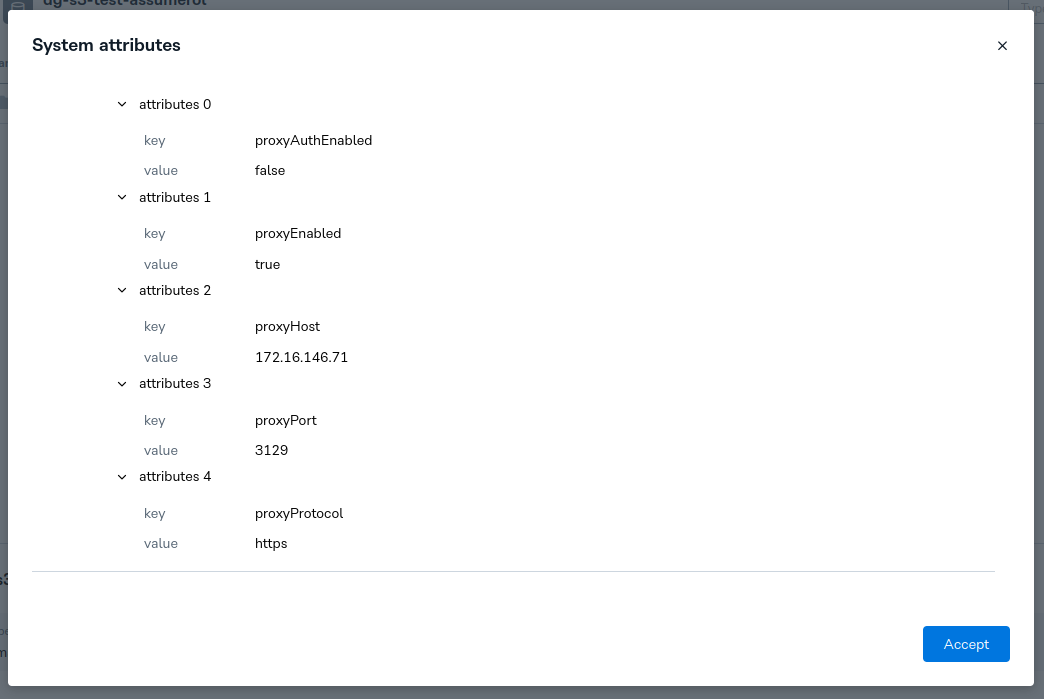 dg-s3-test-assumerol
System attributes
attributes 0
key proxyAuthEnabled
value false
attributes 1
key proxyEnabled
value true
attributes 2
key proxyHost
value 172.16.146.71
attributes 3
key proxyPort
value 3129
attributes 4
key proxyProtocol
value https
Accept